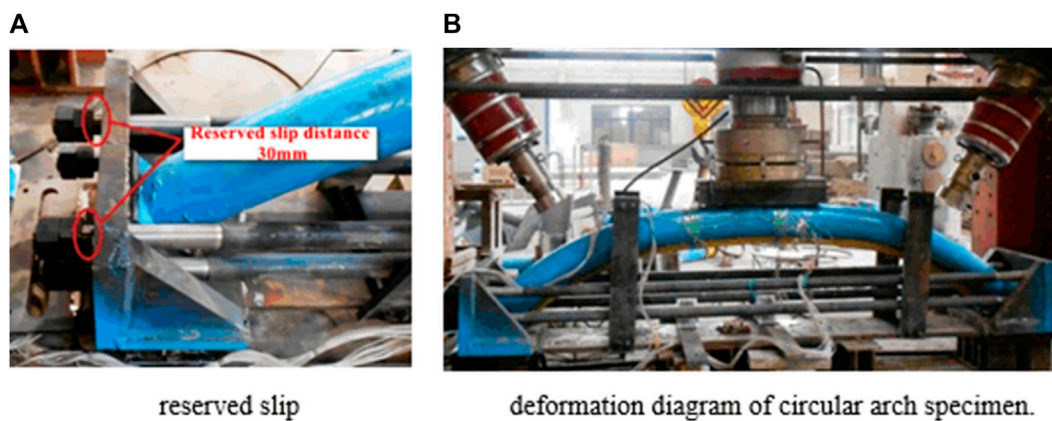 A
B
Reserved slip distance
30mm
reserved slip
deformation diagram of circular arch specimen.